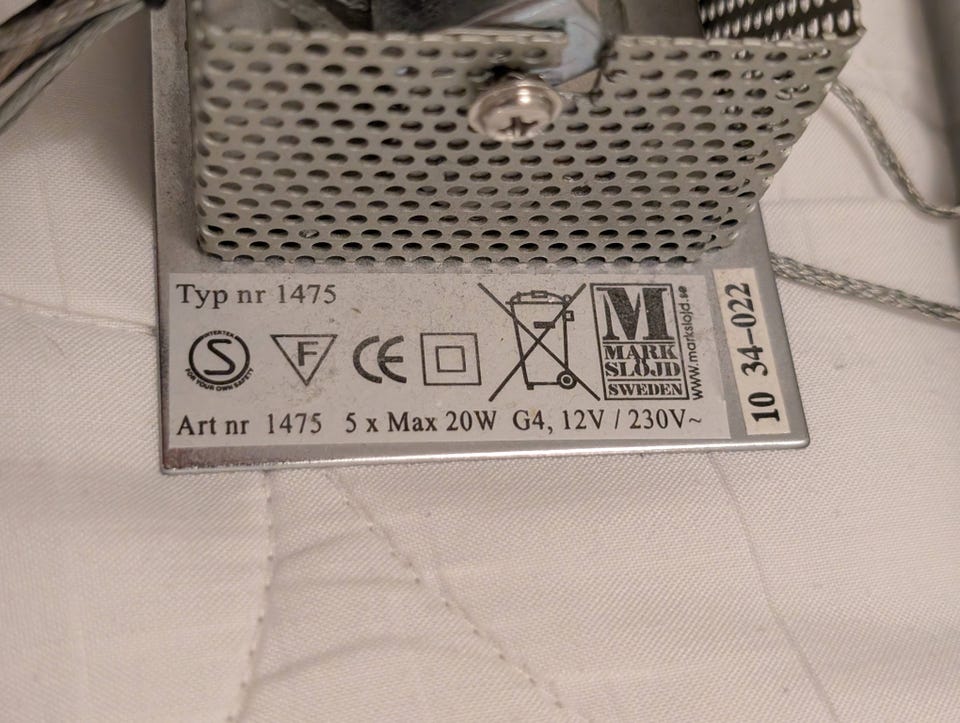 Typ nr 1475
INTERTEK
S
FOR YOUR OWN SAFETY
F
CE
M
MARK
SLÖJD
SWEDEN
www.markslojd.se
Art nr 1475 5 x Max 20W G4, 12V / 230V~
10 34-022